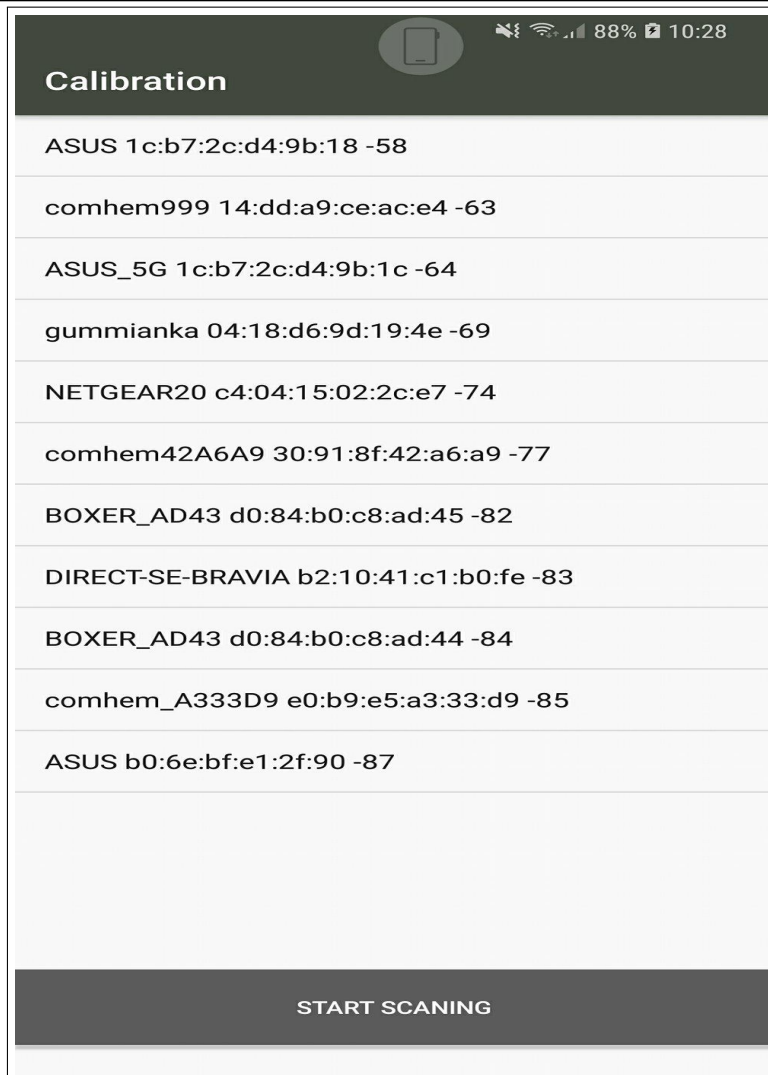 88% 10:28
Calibration
ASUS 1c:b7:2c:d4:9b:18 -58
comhem999 14:dd:a9:ce:ac:e4 -63
ASUS_5G 1c:b7:2c:d4:9b:1c -64
gummianka 04:18:d6:9d:19:4e -69
NETGEAR20 c4:04:15:02:2c:e7 -74
comhem42A6A9 30:91:8f:42:a6:a9 -77
BOXER_AD43 d0:84:b0:c8:ad:45 -82
DIRECT-SE-BRAVIA b2:10:41:c1:b0:fe -83
BOXER_AD43 d0:84:b0:c8:ad:44 -84
comhem_A333D9 e0:b9:e5:a3:33:d9 -85
ASUS b0:6e:bf:e1:2f:90 -87
START SCANING